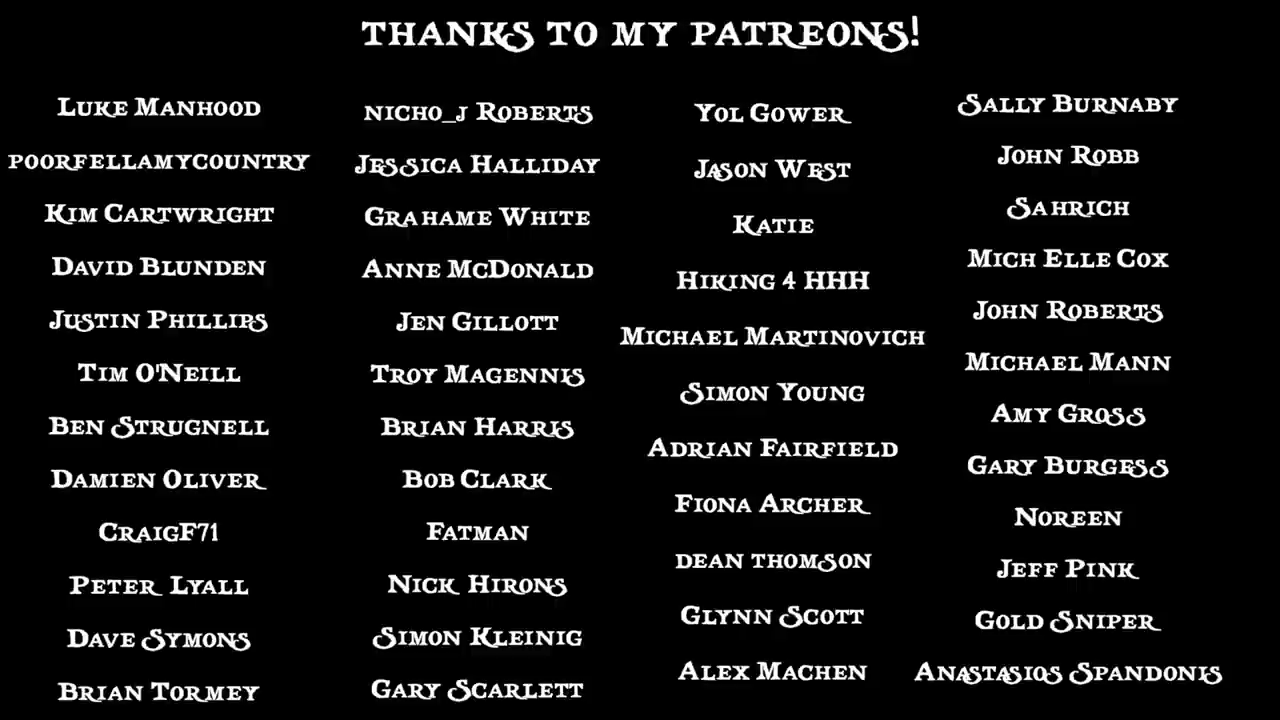 THANKS TO MY PATREONS!
Luke Manhood
poorfellamycountry
Kim Cartwright
David Blunden
Justin Phillips
Tim O'Neill
Ben Strugnell
Damien Oliver
CraigF71
Peter Lyall
Dave Symons
Brian Tormey
nicho_j Roberts
Jessica Halliday
Grahame White
Anne McDonald
Jen Gillott
Troy Magennis
Brian Harris
Bob Clark
Fatman
Nick Hirons
Simon Kleinig
Gary Scarlett
Yol Gower
Jason West
Katie
Hiking 4 HHH
Michael Martinovich
Simon Young
Adrian Fairfield
Fiona Archer
dean thomson
Glynn Scott
Alex Machen
Sally Burnaby
John Robb
Sahrich
Mich Elle Cox
John Roberts
Michael Mann
Amy Gross
Gary Burgess
Noreen
Jeff Pink
Gold Sniper
Anastasios Spandonis